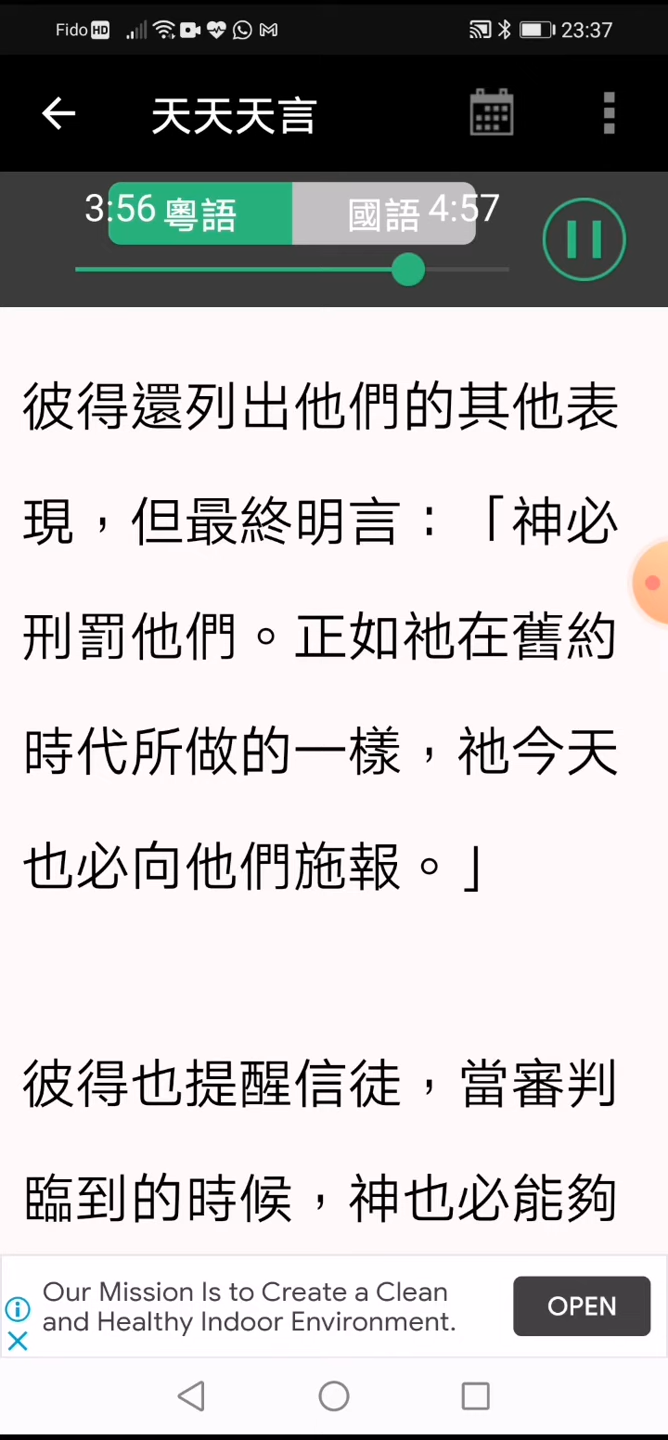 Fido HD 23:37
天天天言
3:56 粵語 國語 4:57
彼得還列出他們的其他表
現，但最終明言：「神必
刑罰他們。正如祂在舊約
時代所做的一樣，祂今天
也必向他們施報。」
彼得也提醒信徒，當審判
臨到的時候，神也必能夠
Our Mission Is to Create a Clean
and Healthy Indoor Environment.
OPEN